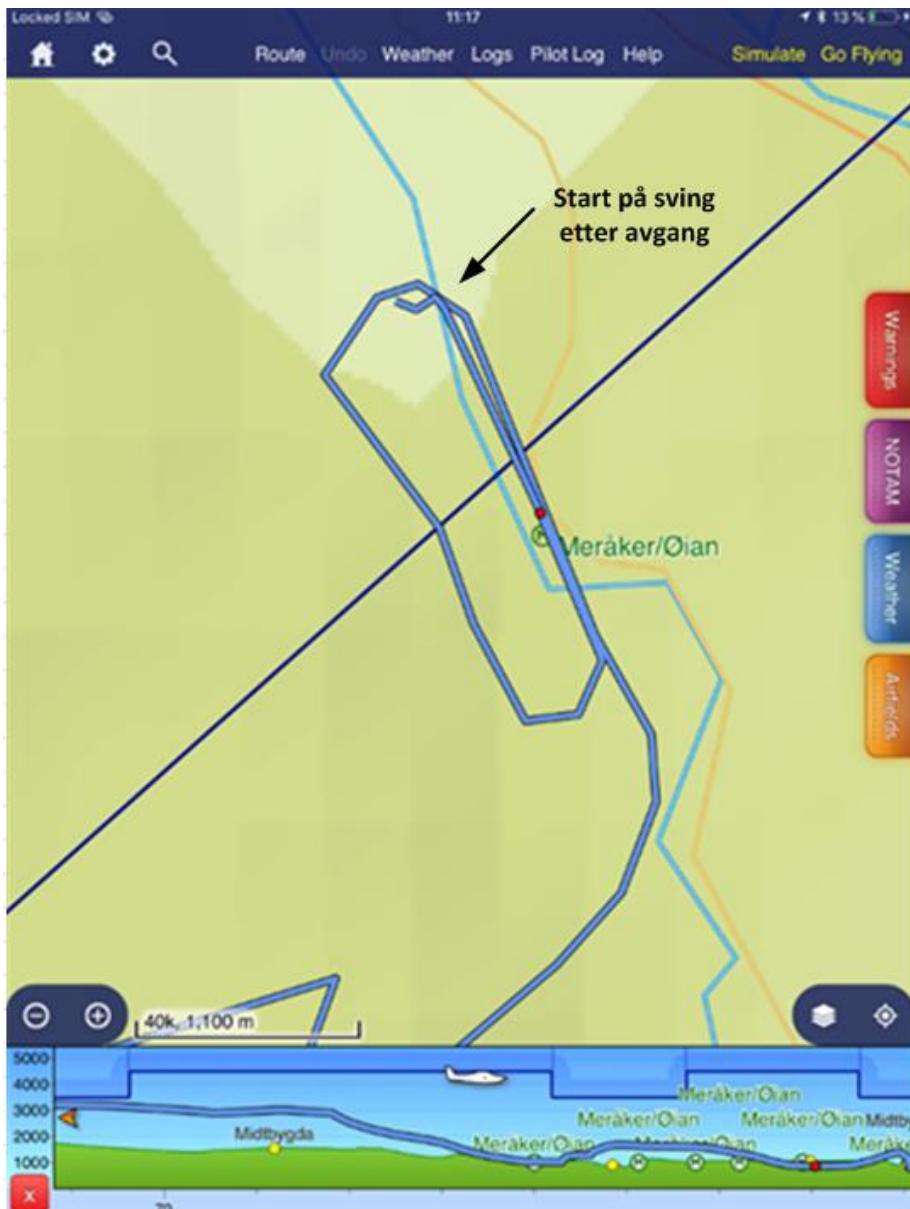 Locked SIM 11:17 13 %
Route Undo Weather Logs Pilot Log Help Simulate Go Flying
Start på sving
etter avgang
Warnings
NOTAM
Meråker/Øian
Weather
Airfields
40k, 1,100 m
5000
4000
3000
2000
1000
Meråker/Øian
Meråker/Øian Meråker/Øian
Midtbygda
Meråker/Øian Meråker/Øian
X